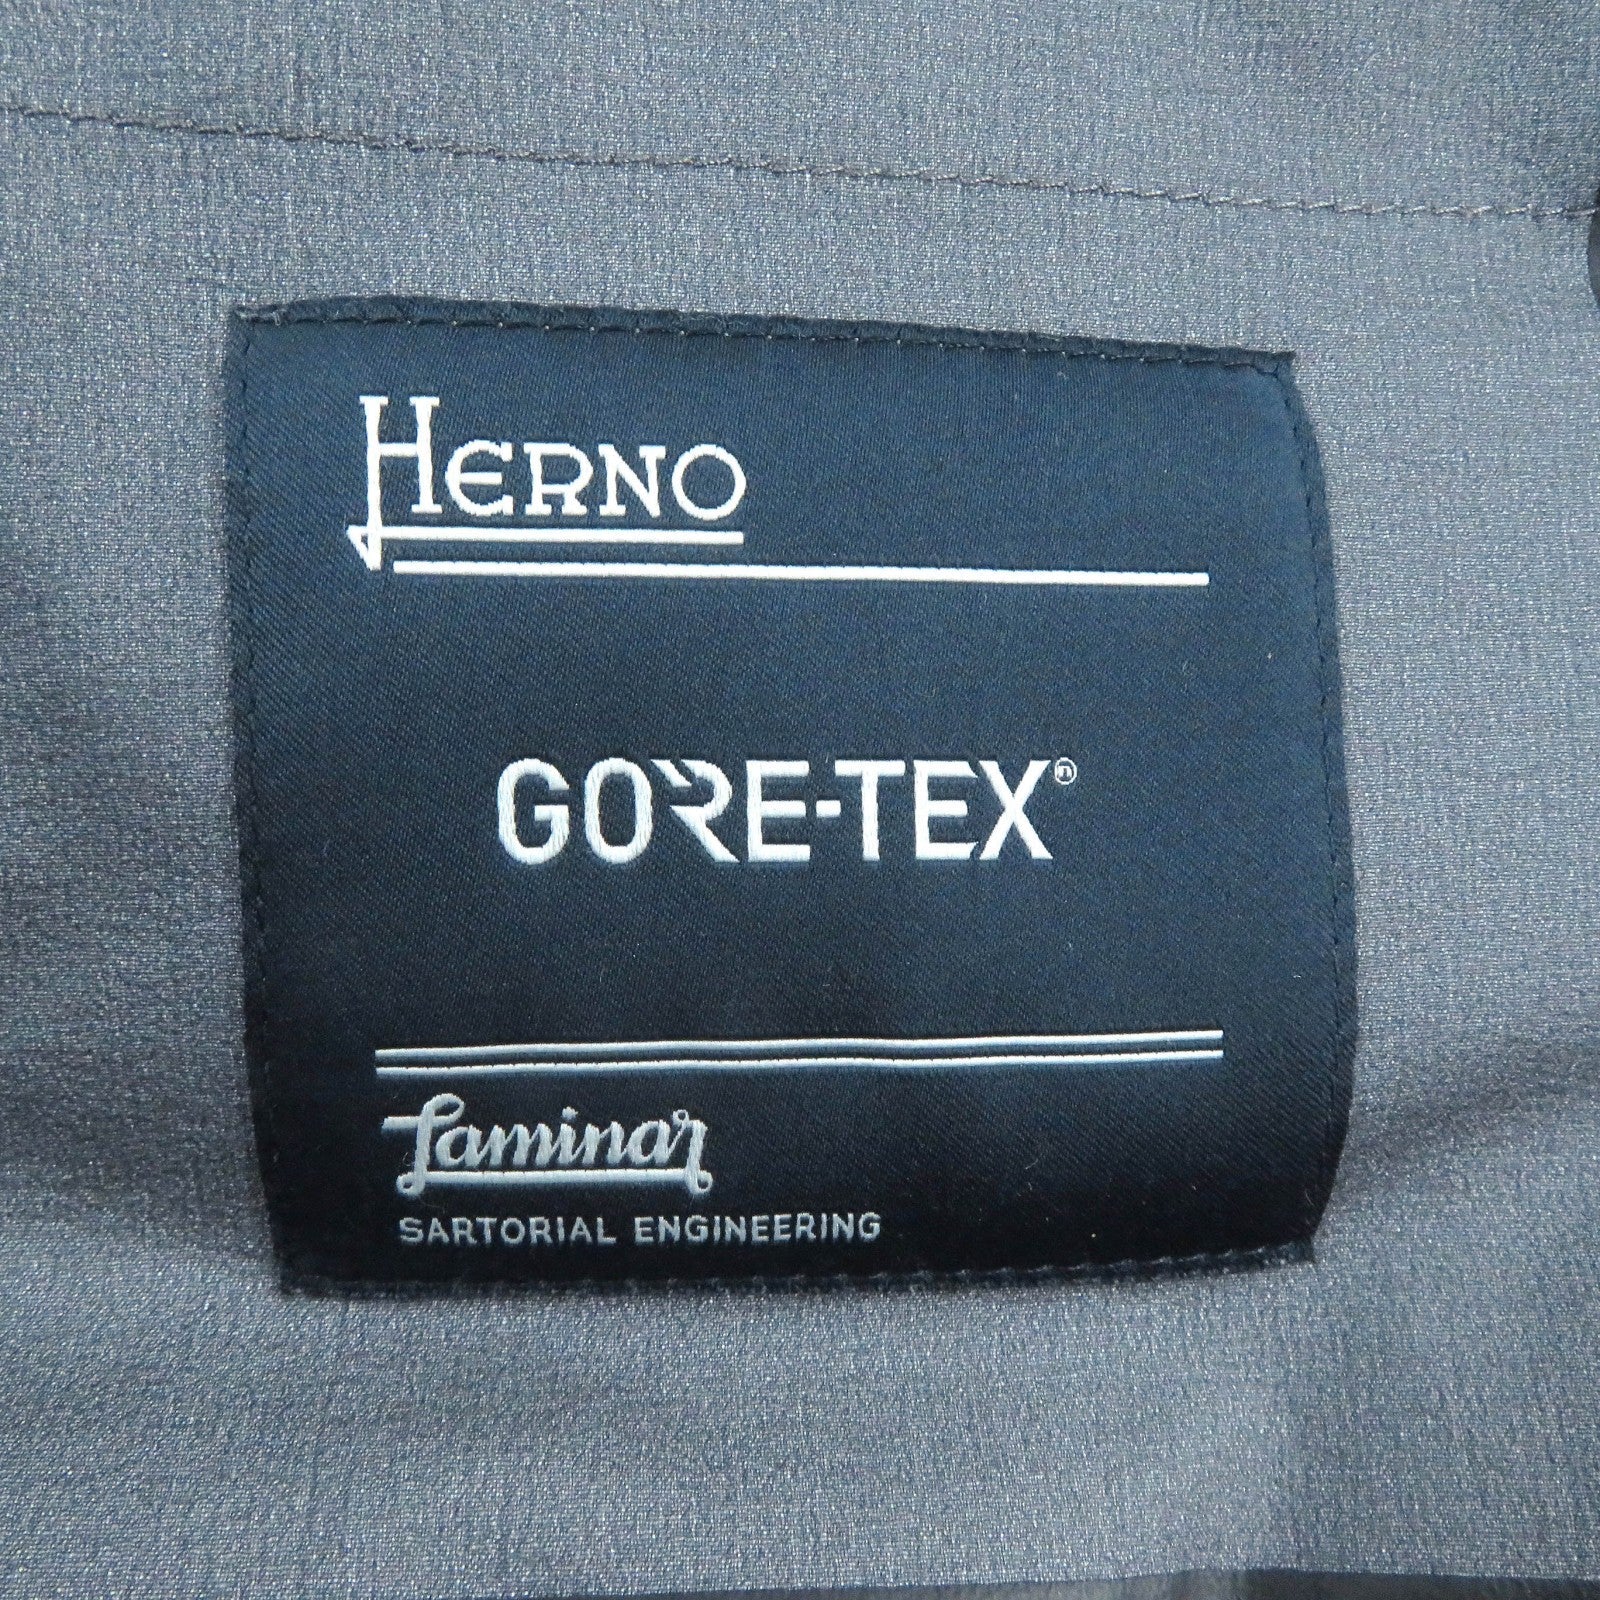 HERNO
GORE-TEX®
Laminar
SARTORIAL ENGINEERING